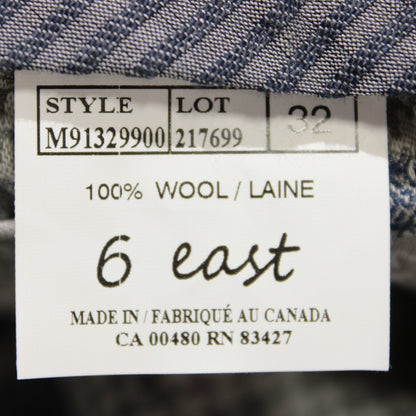 STYLE LOT 32
M91329900 217699
100% WOOL / LAINE
6 east
MADE IN / FABRIQUÉ AU CANADA
CA 00480 RN 83427